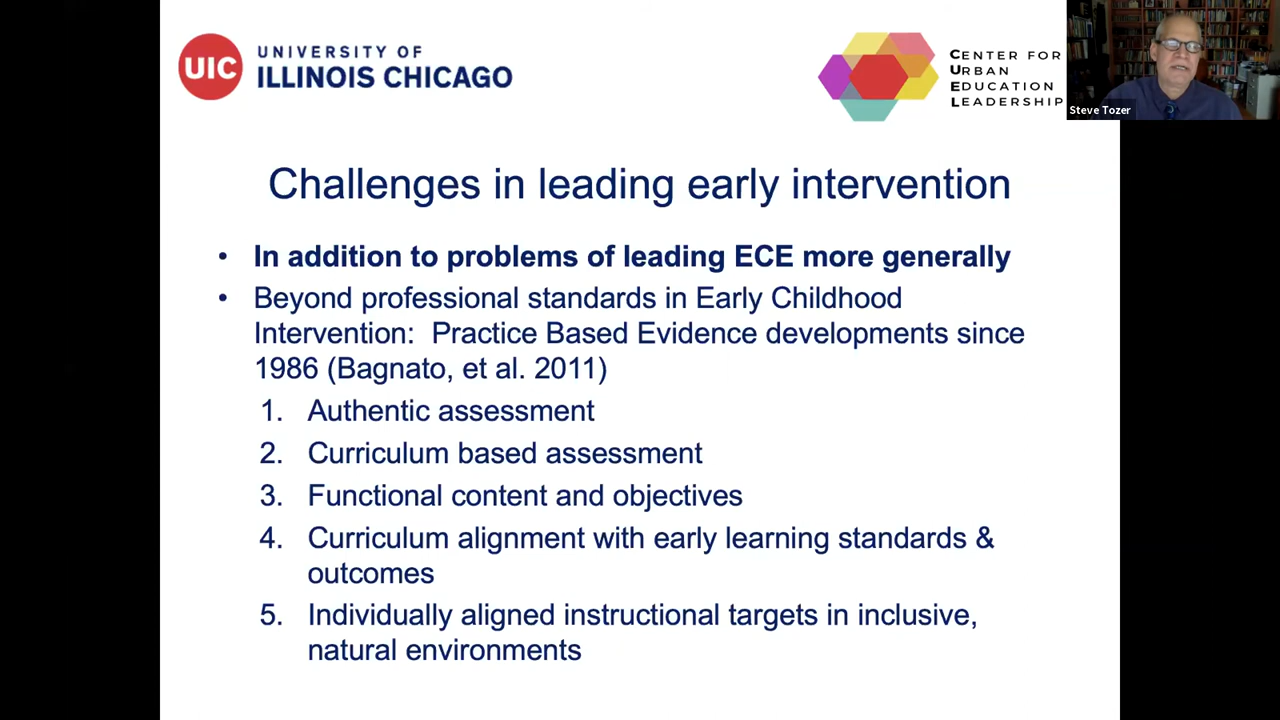 UIC
UNIVERSITY OF
ILLINOIS CHICAGO
CENTER FOR
URBAN
EDUCATION
LEADERSHIP
Steve Tozer
Challenges in leading early intervention
• In addition to problems of leading ECE more generally
• Beyond professional standards in Early Childhood
Intervention: Practice Based Evidence developments since
1986 (Bagnato, et al. 2011)
1. Authentic assessment
2. Curriculum based assessment
3. Functional content and objectives
4. Curriculum alignment with early learning standards &
outcomes
5. Individually aligned instructional targets in inclusive,
natural environments